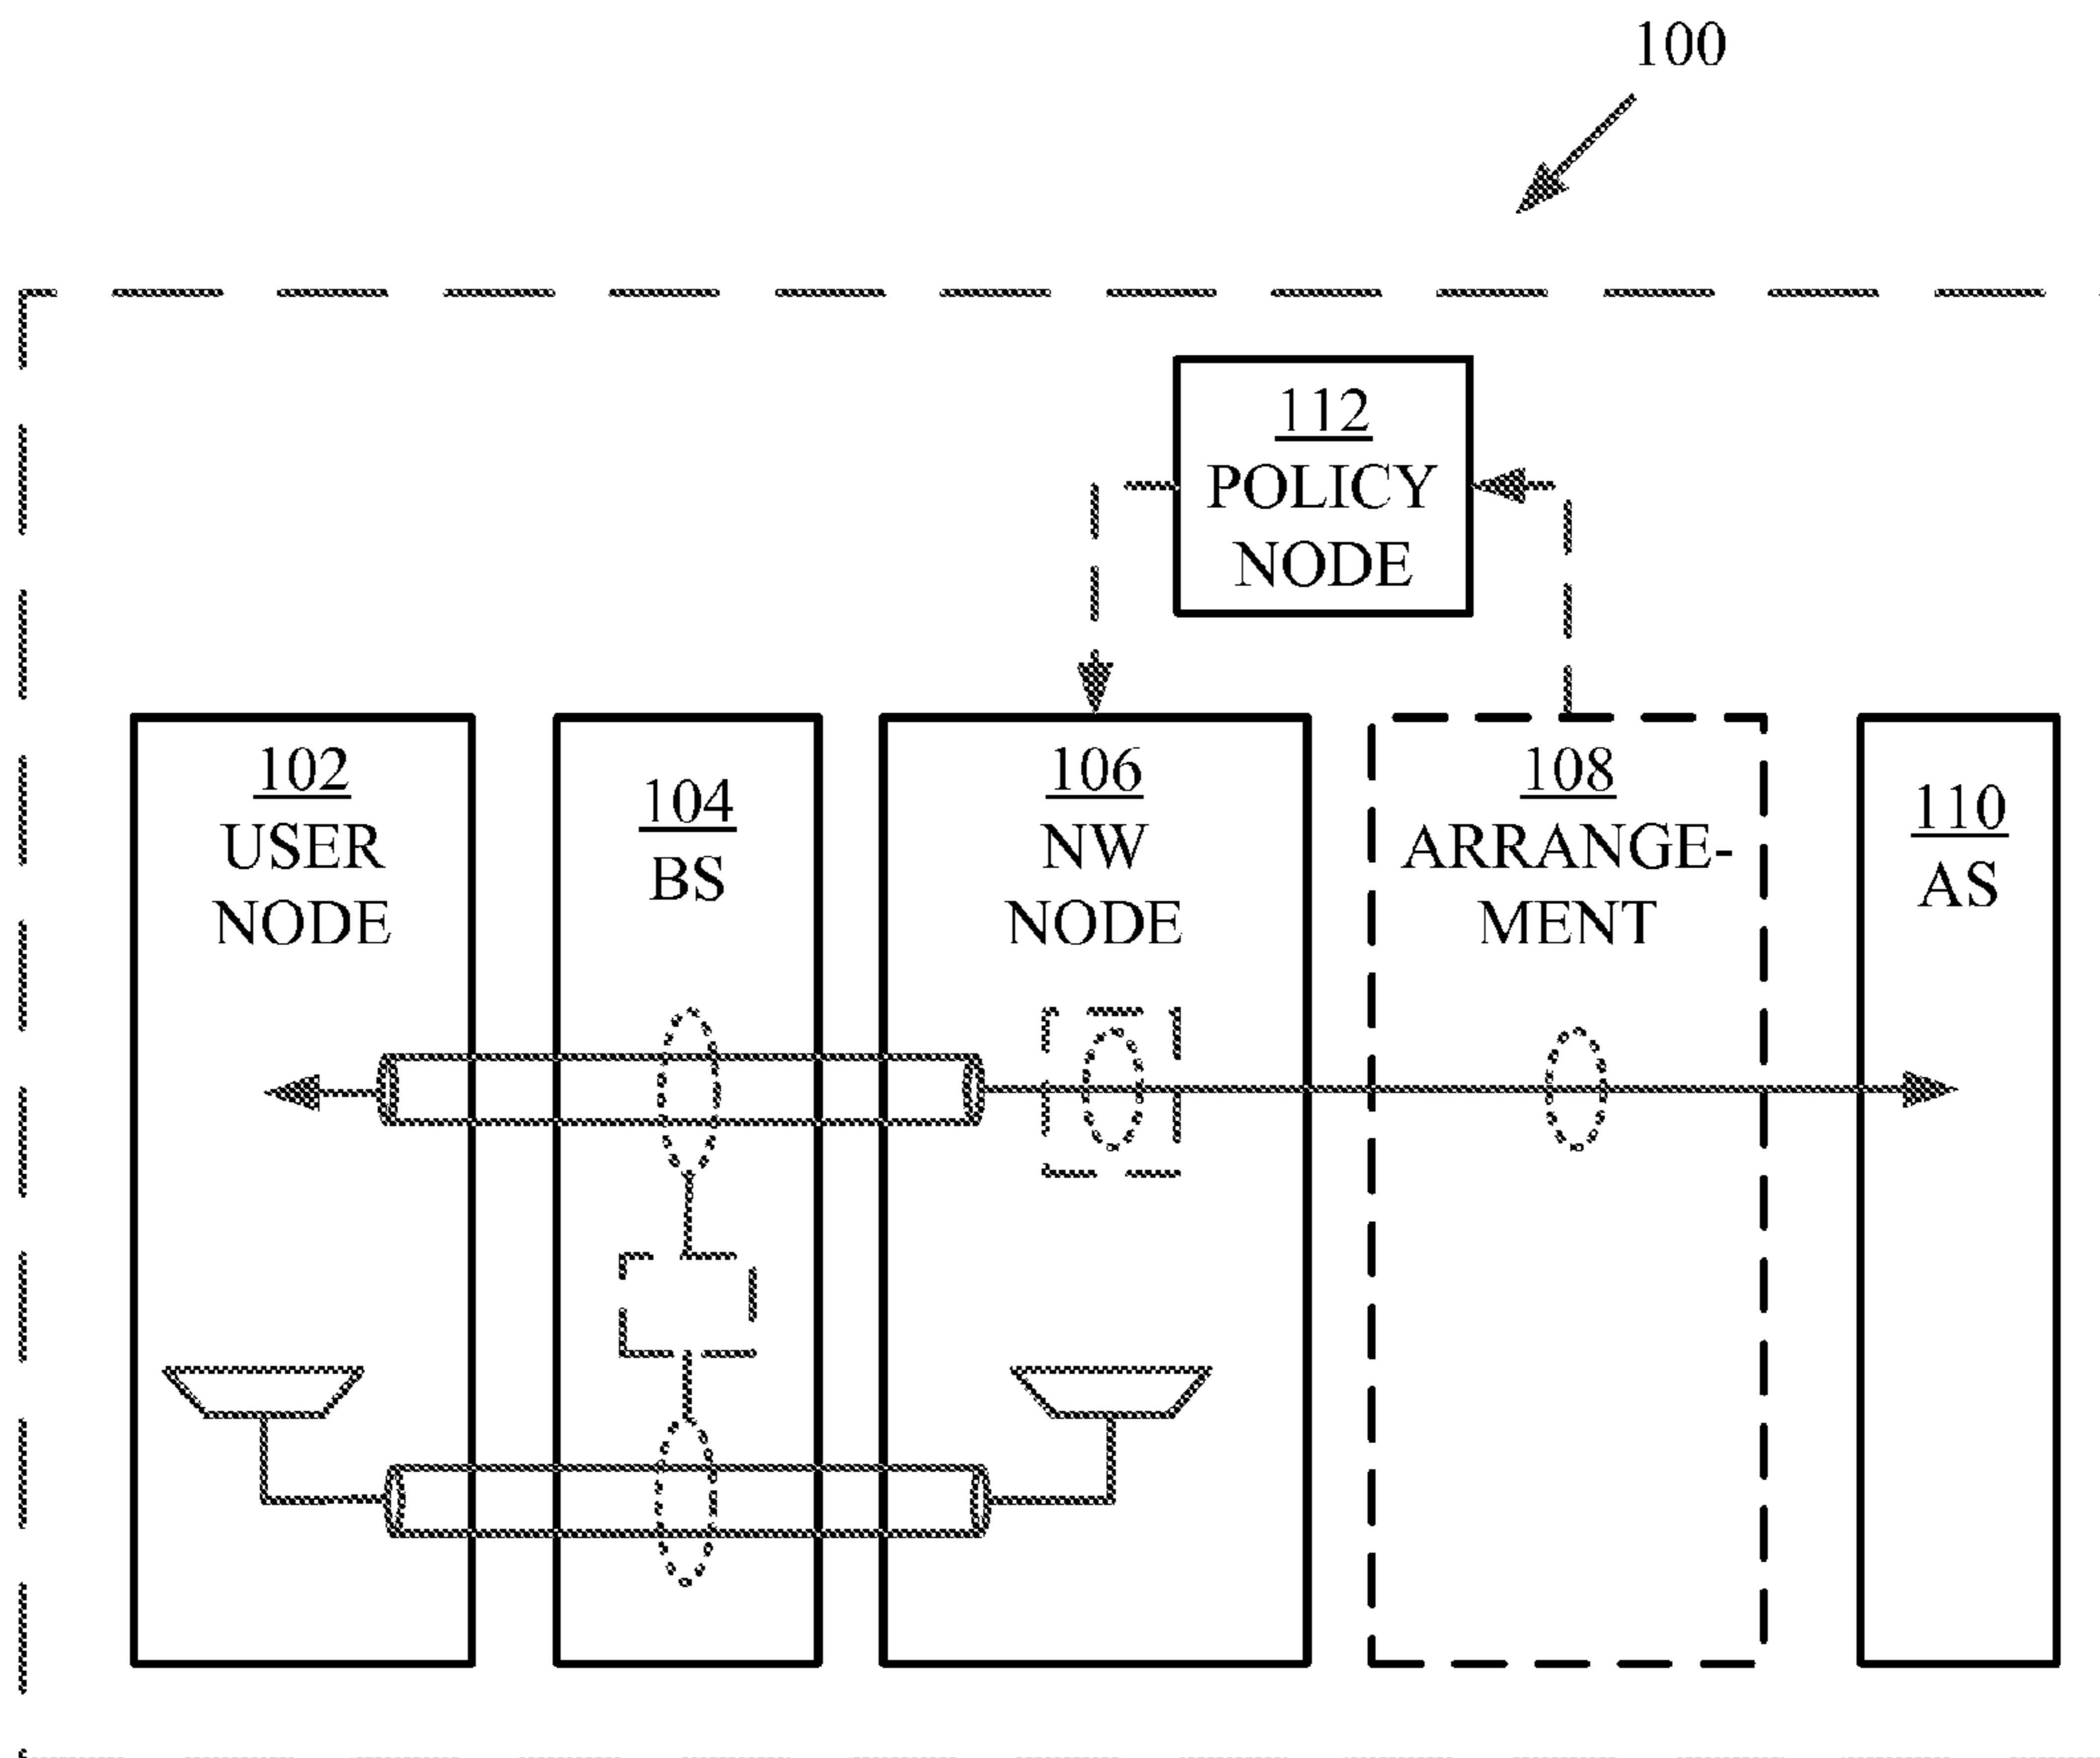 100
112
POLICY
NODE
102
USER
NODE
104
BS
106
NW
NODE
108
ARRANGE-
MENT
110
AS